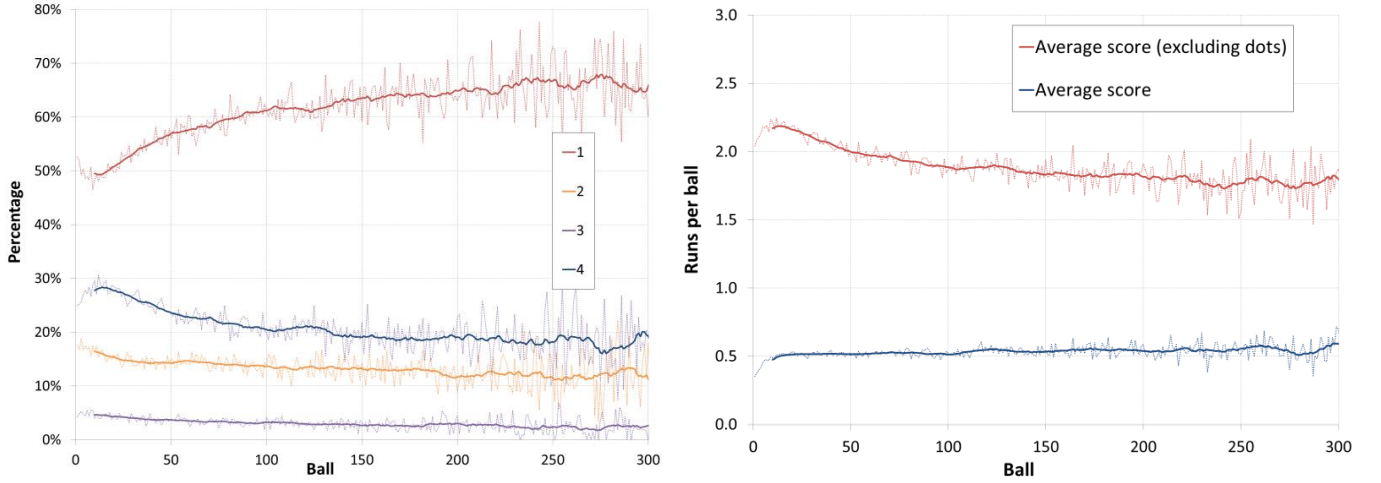 80%
70%
60%
50%
40%
30%
20%
10%
0%
Percentage
1
2
3
4
0 50 100 150 200 250 300
Ball
3.0
2.5
2.0
1.5
1.0
0.5
0.0
Runs per ball
Average score (excluding dots)
Average score
0 50 100 150 200 250 300
Ball